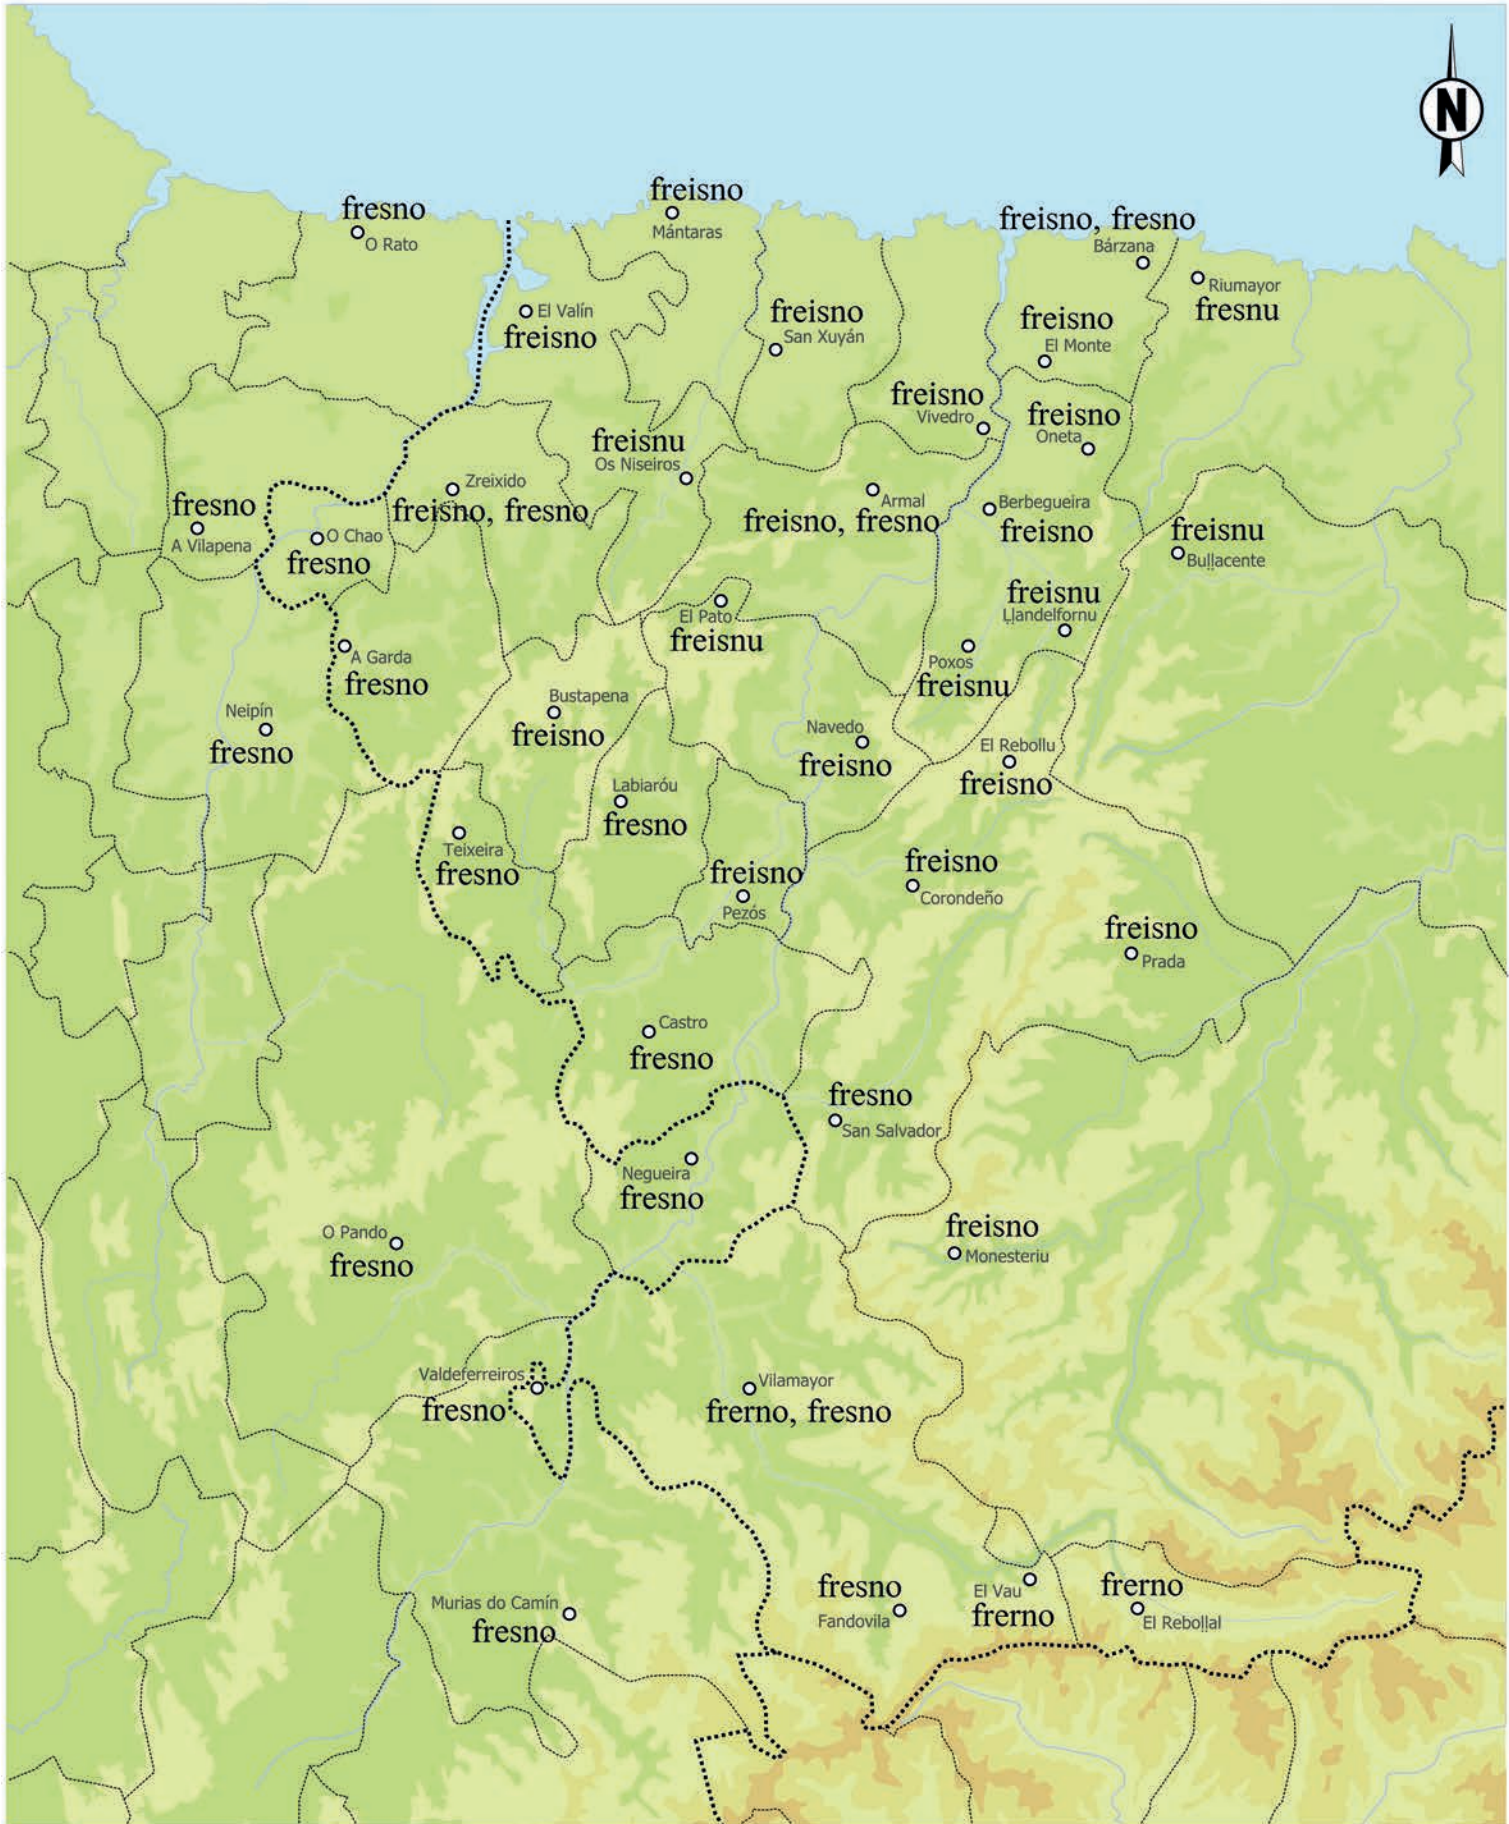 N
freisno
Mántaras
fresno
O Rato
freisno, fresno
Bárzana
Riumayor
fresnu
El Valín
freisno
freisno
San Xuyán
freisno
El Monte
freisno
Vivedro
freisno
Oneta
freisnu
Os Niseiros
Zreixido
freisno, fresno
Armal
freisno, fresno
Berbegueira
freisno
fresno
A Vilapena
O Chao
fresno
freisnu
Buḷḷacente
freisnu
Ḷḷandelfornu
El Pato
freisnu
A Garda
fresno
Poxos
freisnu
Bustapena
freisno
Neipín
fresno
Navedo
freisno
El Rebollu
freisno
Labiaróu
fresno
Teixeira
fresno
freisno
Pezós
freisno
Corondeño
freisno
Prada
Castro
fresno
fresno
San Salvador
Negueira
fresno
O Pando
fresno
freisno
Monesteriu
Valdeferreiros
fresno
Vilamayor
frerno, fresno
Murias do Camín
fresno
fresno
Fandovila
El Vau
frerno
frerno
El Reboḷḷal